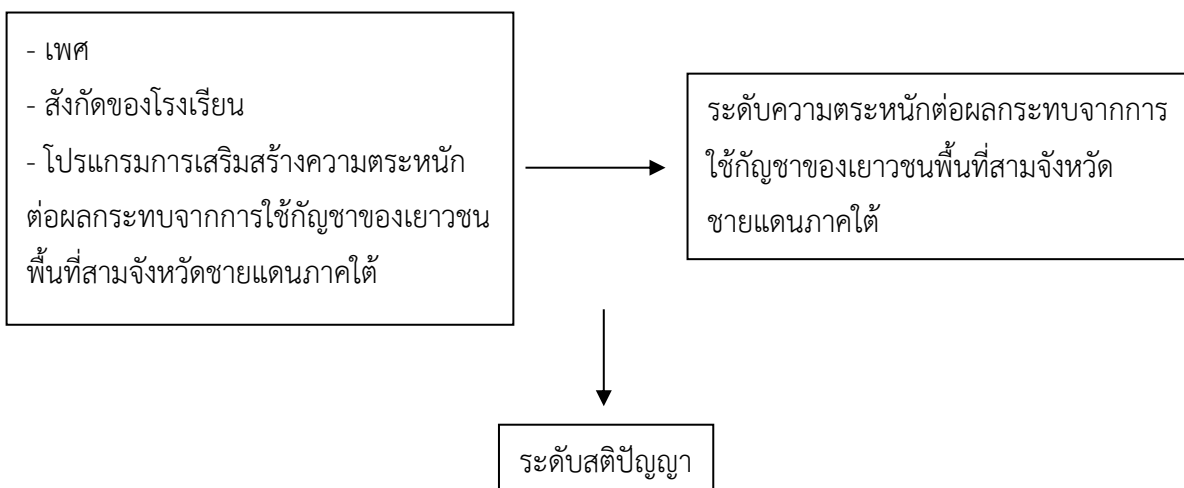 - เพศ
- สังกัดของโรงเรียน
- โปรแกรมการเสริมสร้างความตระหนัก
ต่อผลกระทบจากการใช้กัญชาของเยาวชน
พื้นที่สามจังหวัดชายแดนภาคใต้
ระดับความตระหนักต่อผลกระทบจากการ
ใช้กัญชาของเยาวชนพื้นที่สามจังหวัด
ชายแดนภาคใต้
ระดับสติปัญญา